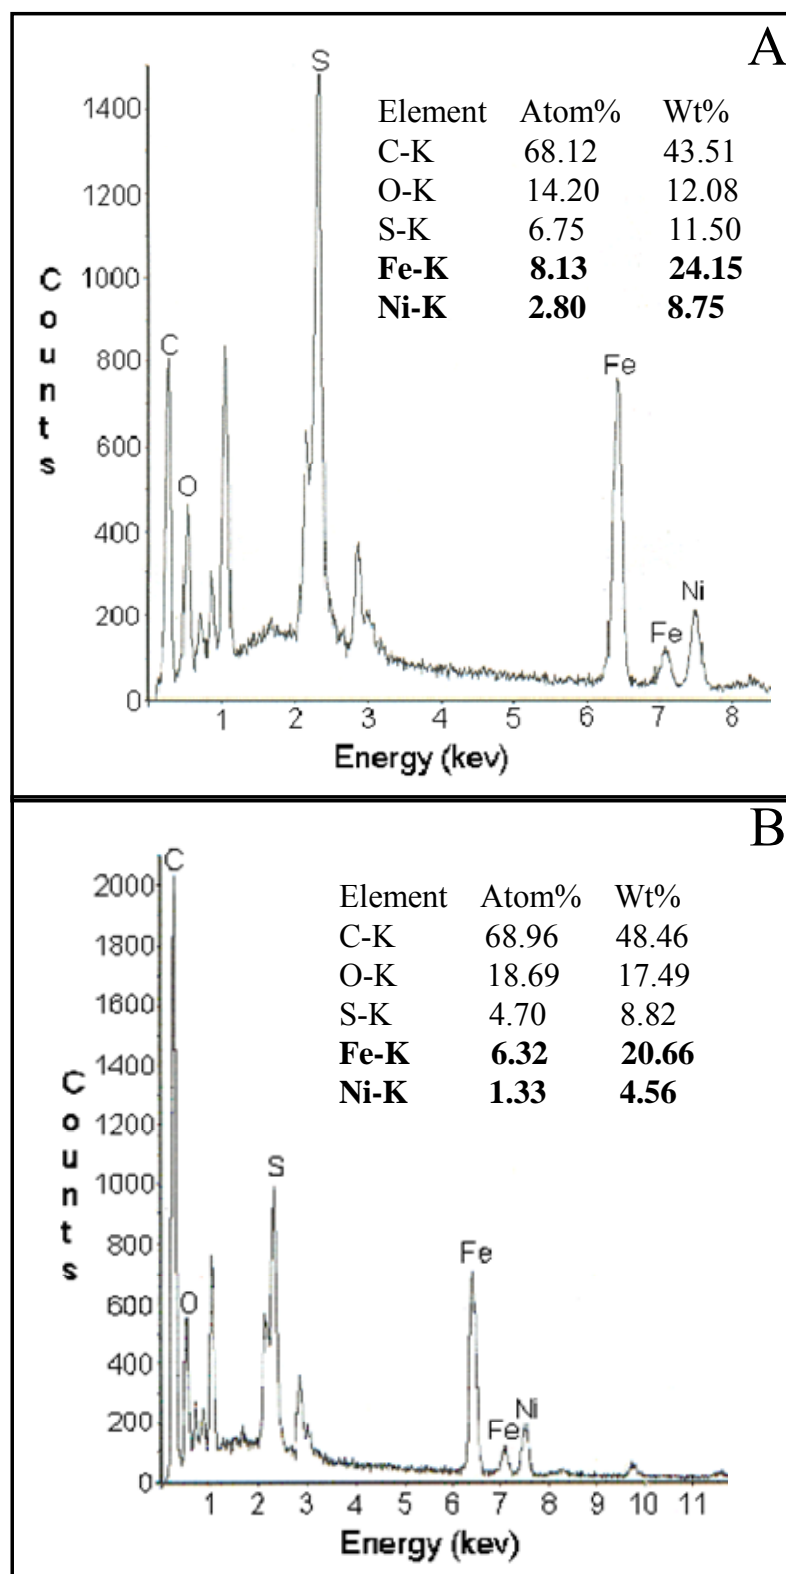 A
S
Element Atom% Wt%
C-K 68.12 43.51
O-K 14.20 12.08
S-K 6.75 11.50
Fe-K 8.13 24.15
Ni-K 2.80 8.75
1400
1200
1000
800
600
400
200
0
Counts
C
O
Fe
Fe
Ni
1 2 3 4 5 6 7 8
Energy (kev)
B
C
Element Atom% Wt%
C-K 68.96 48.46
O-K 18.69 17.49
S-K 4.70 8.82
Fe-K 6.32 20.66
Ni-K 1.33 4.56
2000
1800
1600
1400
1200
1000
800
600
400
200
0
Counts
S
O
Fe
Fe
Ni
1 2 3 4 5 6 7 8 9 10 11
Energy (kev)